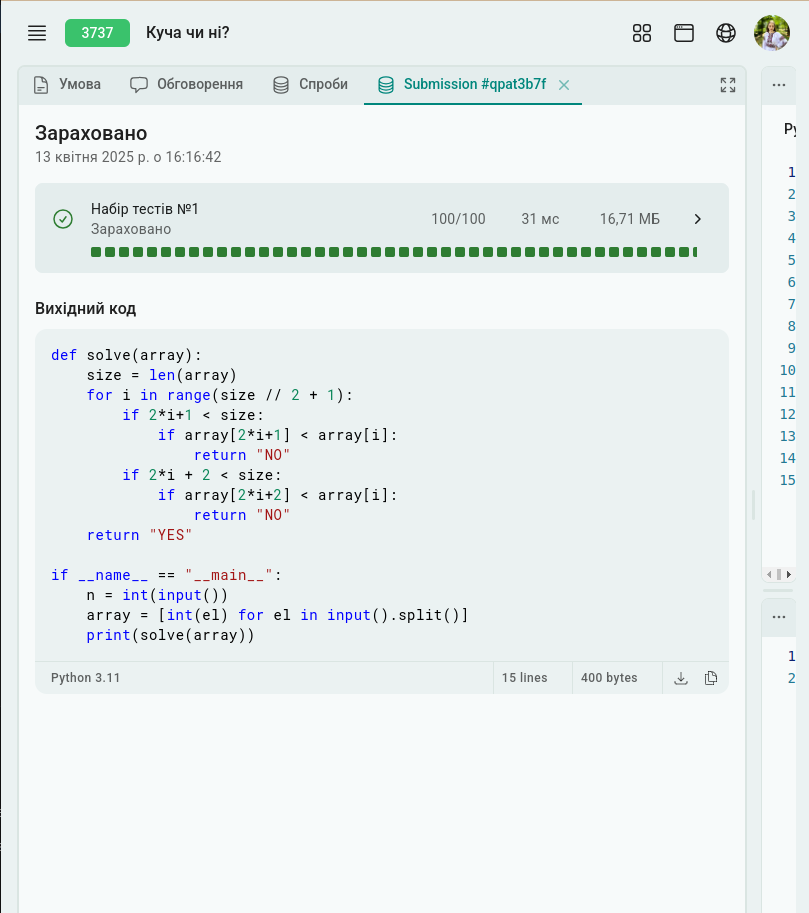 3737 Куча чи ні?
Умова Обговорення Спроби Submission #qpat3b7f
Зараховано
13 квітня 2025 р. о 16:16:42
Набір тестів №1
Зараховано
100/100 31 мс 16,71 МБ
Вихідний код
def solve(array):
    size = len(array)
    for i in range(size // 2 + 1):
        if 2*i+1 < size:
            if array[2*i+1] < array[i]:
                return "NO"
        if 2*i + 2 < size:
            if array[2*i+2] < array[i]:
                return "NO"
    return "YES"
if __name__ == "__main__":
    n = int(input())
    array = [int(el) for el in input().split()]
    print(solve(array))
Python 3.11 15 lines 400 bytes
1
2
3
4
5
6
7
8
9
10
11
12
13
14
15
1
2